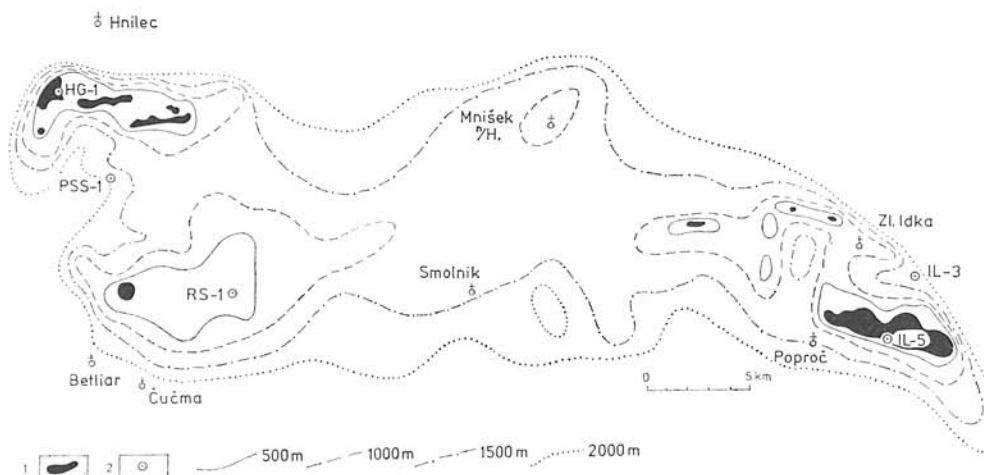 Hnilec
HG-1
Mníšek
n/H.
PSS-1
Zl. Idka
IL-3
Smolník
RS-1
IL-5
Poproč
Betliar
Čučma
0 5 km
1 2 500m 1000m 1500m 2000m